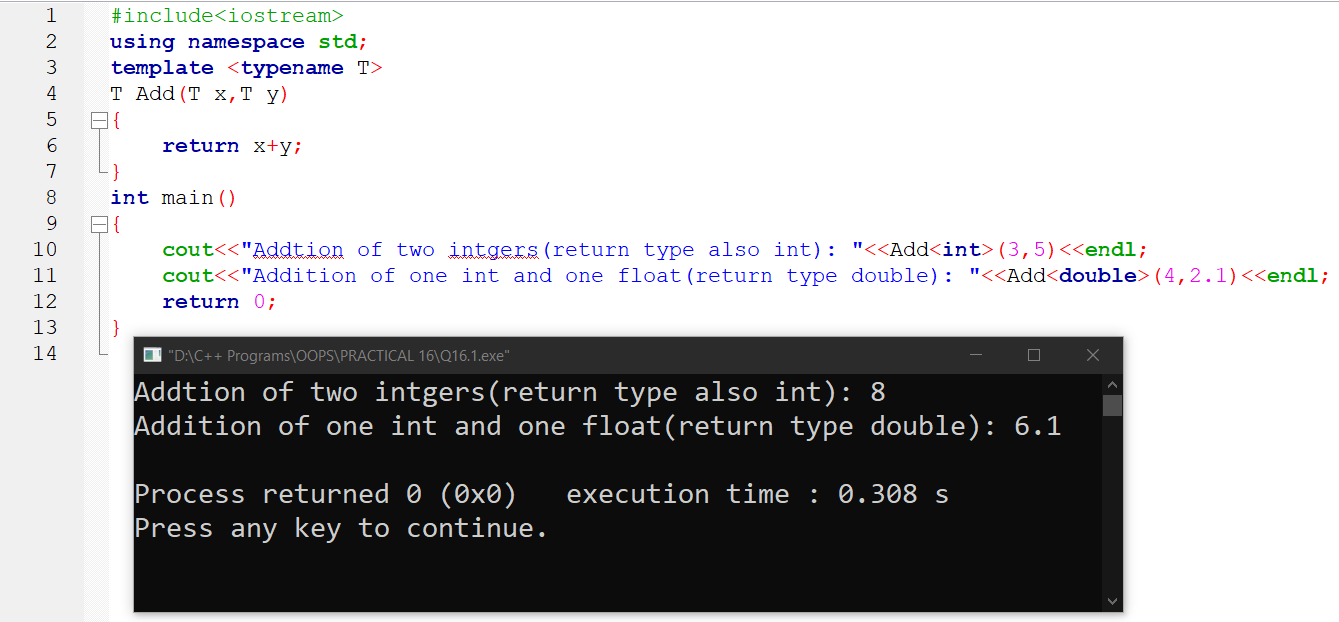 1 #include<iostream>
2 using namespace std;
3 template <typename T>
4 T Add(T x,T y)
5 {
6 return x+y;
7 }
8 int main()
9 {
10 cout<<"Addtion of two intgers(return type also int): "<<Add<int>(3,5)<<endl;
11 cout<<"Addition of one int and one float(return type double): "<<Add<double>(4,2.1)<<endl;
12 return 0;
13 }
14
"D:\C++ Programs\OOPS\PRACTICAL 16\Q16.1.exe"
Addtion of two intgers(return type also int): 8
Addition of one int and one float(return type double): 6.1
Process returned 0 (0x0) execution time : 0.308 s
Press any key to continue.